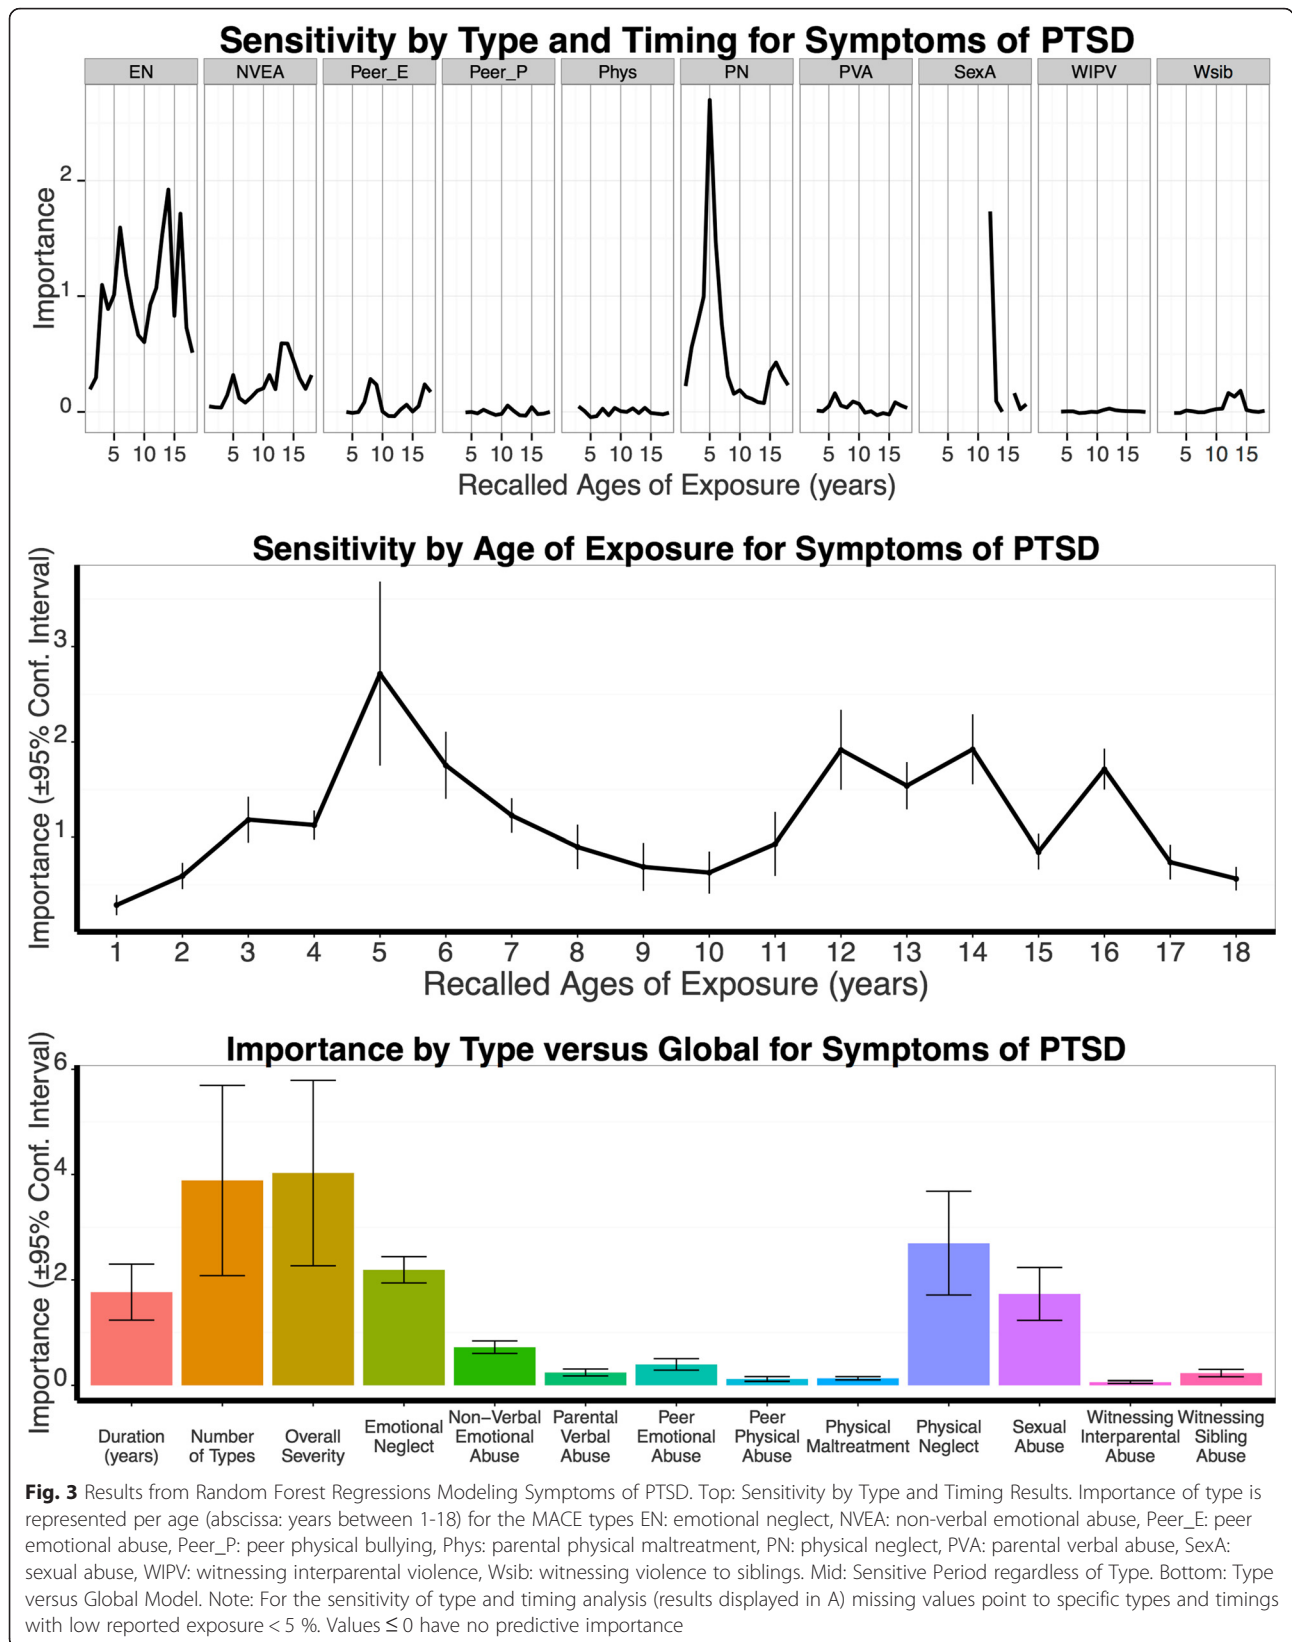 Sensitivity by Type and Timing for Symptoms of PTSD
EN NVEA Peer_E Peer_P Phys PN PVA SexA WIPV Wsib
Importance
2
1
0
5 10 15 5 10 15 5 10 15 5 10 15 5 10 15 5 10 15 5 10 15 5 10 15 5 10 15 5 10 15
Recalled Ages of Exposure (years)
Sensitivity by Age of Exposure for Symptoms of PTSD
Importance (±95% Conf. Interval)
3
2
1
1 2 3 4 5 6 7 8 9 10 11 12 13 14 15 16 17 18
Recalled Ages of Exposure (years)
Importance by Type versus Global for Symptoms of PTSD
Importance (±95% Conf. Interval)
6
4
2
0
Duration
(years)
Number
of Types
Overall
Severity
Emotional
Neglect
Non-Verbal
Emotional
Abuse
Parental
Verbal
Abuse
Peer
Emotional
Abuse
Peer
Physical
Abuse
Physical
Maltreatment
Physical
Neglect
Sexual
Abuse
Witnessing
Interparental
Abuse
Witnessing
Sibling
Abuse
Fig. 3 Results from Random Forest Regressions Modeling Symptoms of PTSD. Top: Sensitivity by Type and Timing Results. Importance of type is
represented per age (abscissa: years between 1-18) for the MACE types EN: emotional neglect, NVEA: non-verbal emotional abuse, Peer_E: peer
emotional abuse, Peer_P: peer physical bullying, Phys: parental physical maltreatment, PN: physical neglect, PVA: parental verbal abuse, SexA:
sexual abuse, WIPV: witnessing interparental violence, Wsib: witnessing violence to siblings. Mid: Sensitive Period regardless of Type. Bottom: Type
versus Global Model. Note: For the sensitivity of type and timing analysis (results displayed in A) missing values point to specific types and timings
with low reported exposure < 5 %. Values ≤ 0 have no predictive importance